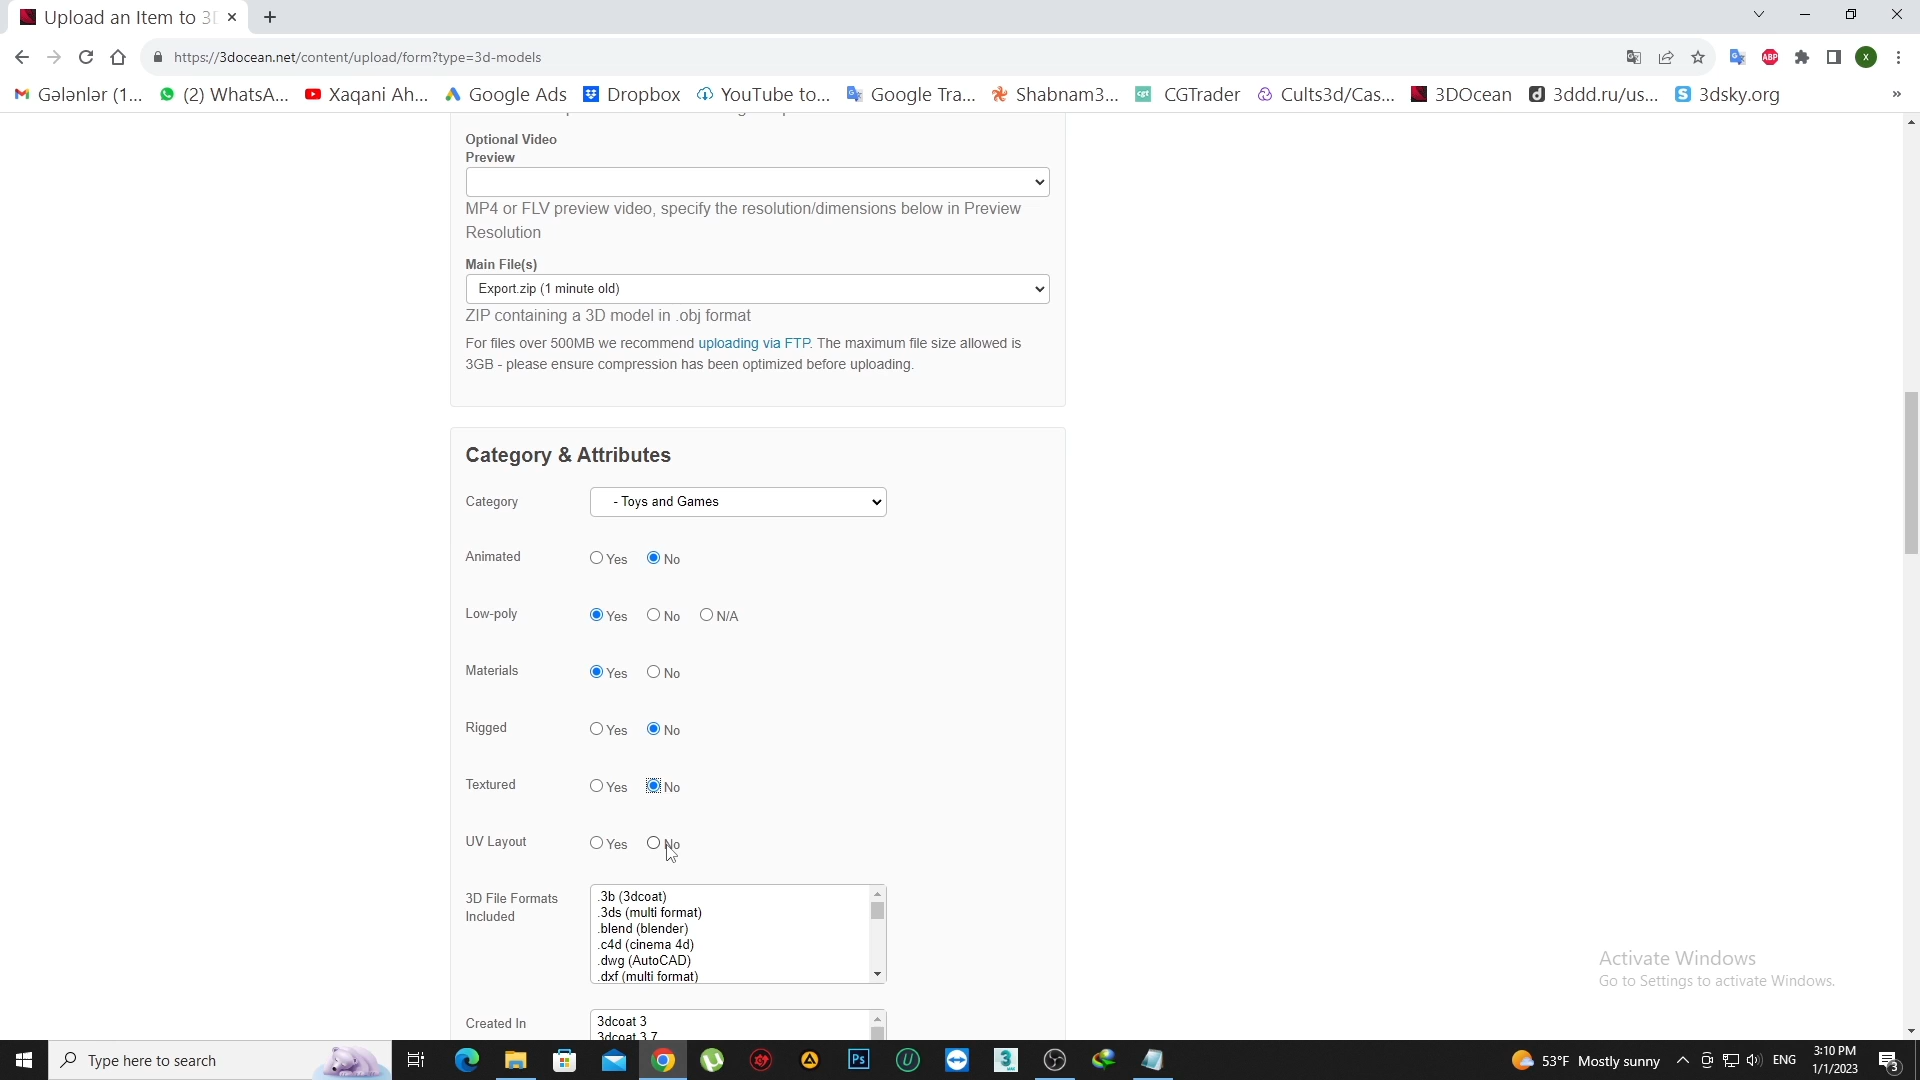 Upload an Item to 3D
https://3docean.net/content/upload/form?type=3d-models
ABP
X
Gələnlər (1...
(2) WhatsA...
Xaqani Ah...
Google Ads
Dropbox
YouTube to...
Google Tra...
Shabnam3...
CGTrader
Cults3d/Cas...
3DOcean
3ddd.ru/us...
3dsky.org
»
Optional Video
Preview
MP4 or FLV preview video, specify the resolution/dimensions below in Preview
Resolution
Main File(s)
Export.zip (1 minute old)
ZIP containing a 3D model in .obj format
For files over 500MB we recommend uploading via FTP. The maximum file size allowed is
3GB - please ensure compression has been optimized before uploading.
Category & Attributes
Category - Toys and Games
Animated Yes No
Low-poly Yes No N/A
Materials Yes No
Rigged Yes No
Textured Yes No
UV Layout Yes No
3D File Formats
Included
.3b (3dcoat)
.3ds (multi format)
.blend (blender)
.c4d (cinema 4d)
.dwg (AutoCAD)
.dxf (multi format)
Created In
3dcoat 3
3dcoat 3.7
Activate Windows
Go to Settings to activate Windows.
Type here to search
Ps
53°F Mostly sunny
ENG
3:10 PM
1/1/2023
3